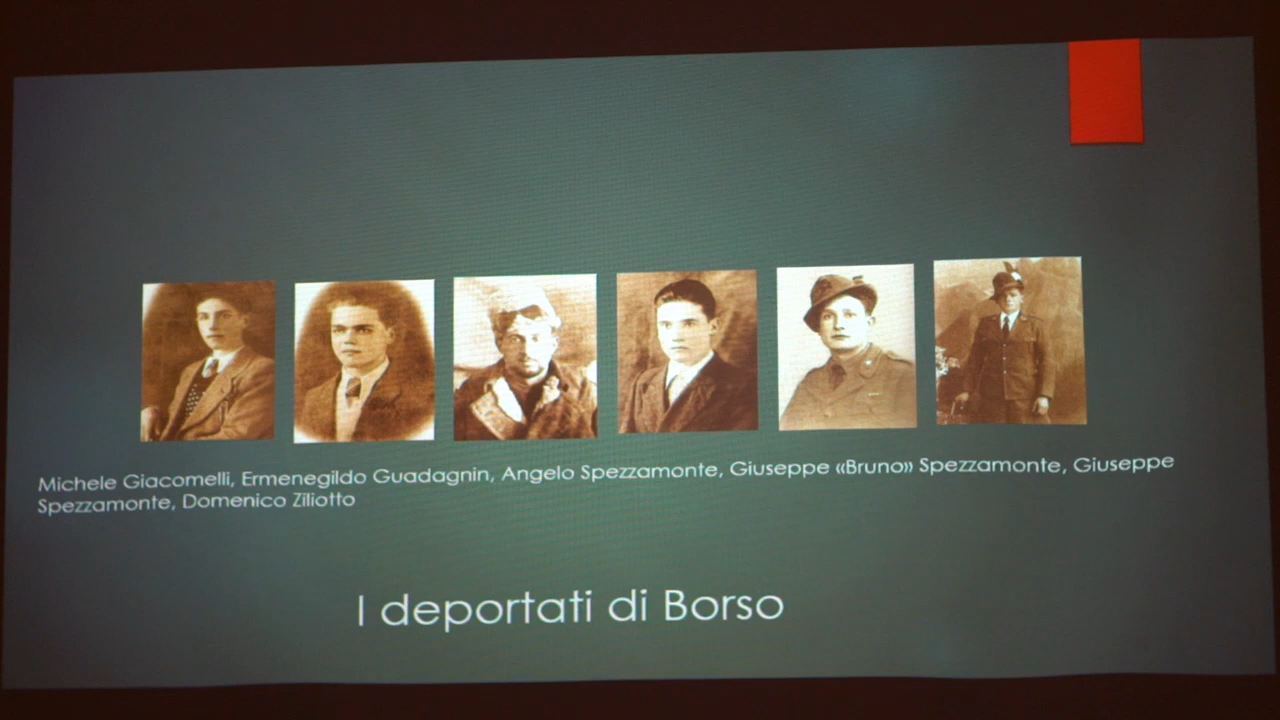 Michele Giacomelli, Ermenegildo Guadagnin, Angelo Spezzamonte, Giuseppe «Bruno» Spezzamonte, Giuseppe
Spezzamonte, Domenico Ziliotto
I deportati di Borso